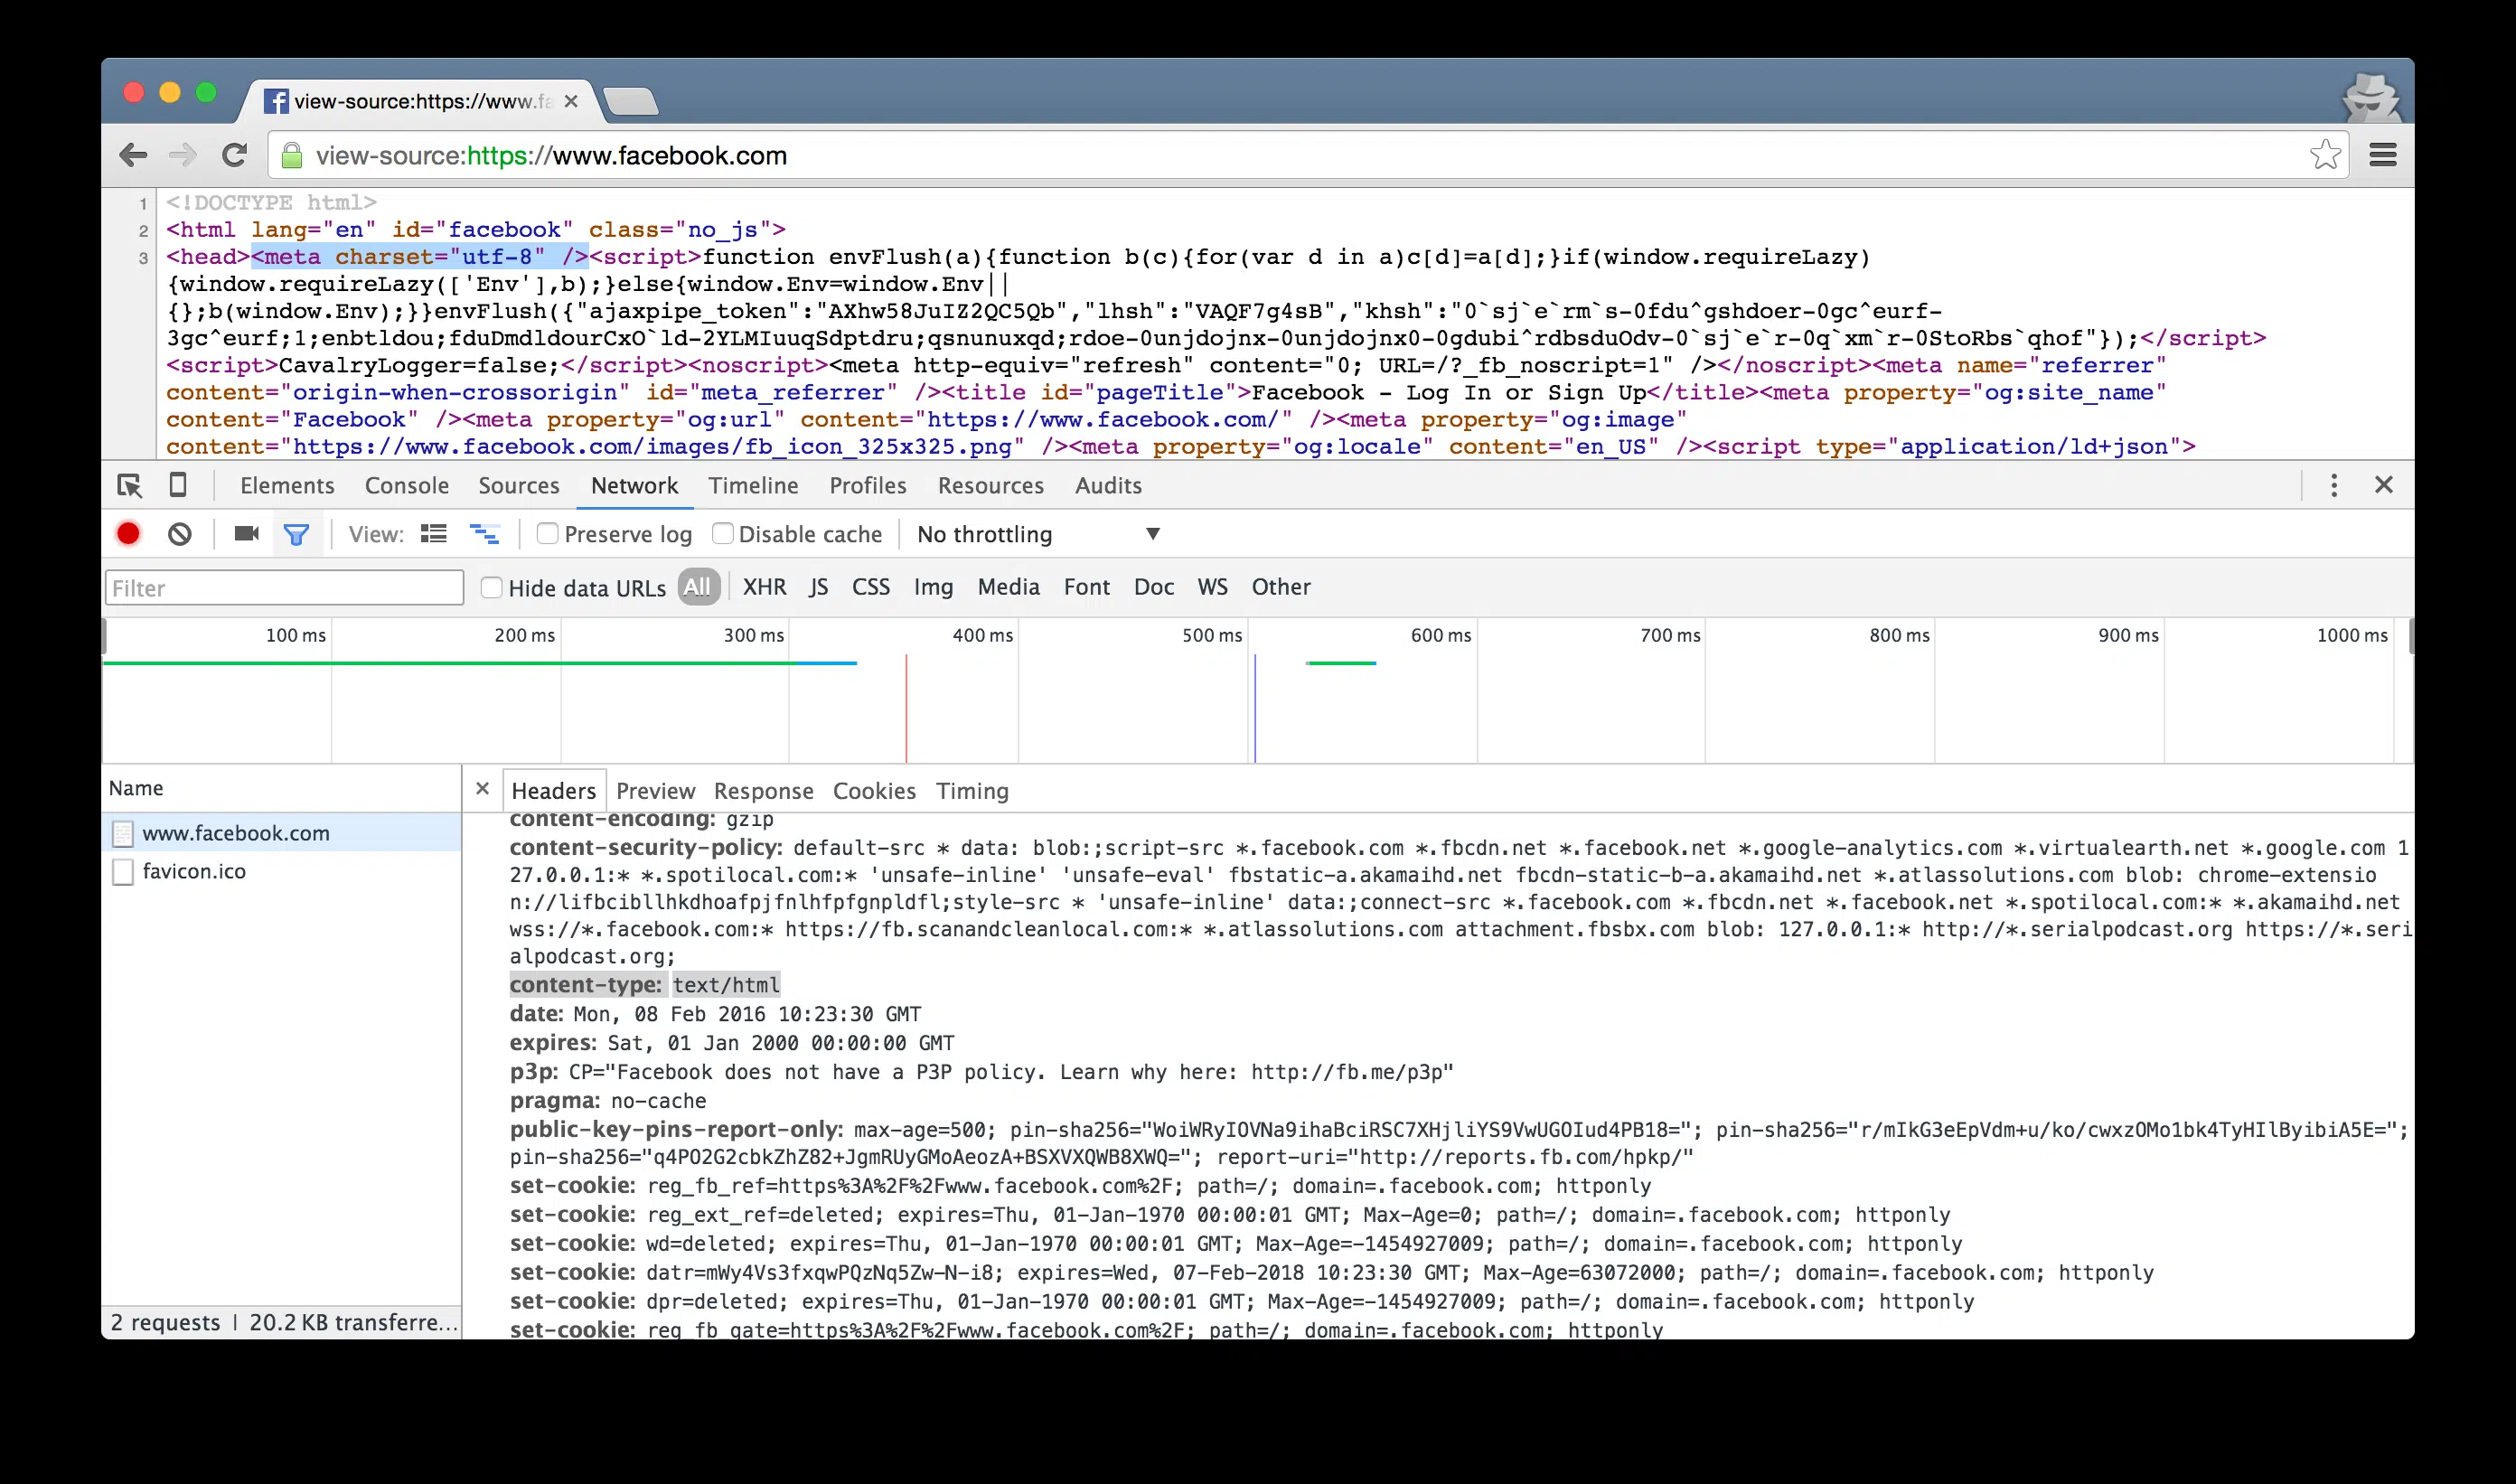 view-source:https://www.fa
view-source:https://www.facebook.com
1 <!DOCTYPE html>
2 <html lang="en" id="facebook" class="no_js">
3 <head><meta charset="utf-8" /><script>function envFlush(a){function b(c){for(var d in a)c[d]=a[d];}if(window.requireLazy)
{window.requireLazy(['Env'],b);}else{window.Env=window.Env||
{};b(window.Env);}}envFlush({"ajaxpipe_token":"AXhw58JuIZ2QC5Qb","lhsh":"VAQF7g4sB","khsh":"0`sj`e`rm`s-0fdu^gshdoer-0gc^eurf-
3gc^eurf;1;enbtldou;fduDmdldourCxO`ld-2YLMIuuqSdptdru;qsnunuxqd;rdoe-0unjdojnx-0unjdojnx0-0gdubi^rdbsduOdv-0`sj`e`r-0q`xm`r-0StoRbs`qhof"});</script>
<script>CavalryLogger=false;</script><noscript><meta http-equiv="refresh" content="0; URL=/?_fb_noscript=1" /></noscript><meta name="referrer"
content="origin-when-crossorigin" id="meta_referrer" /><title id="pageTitle">Facebook - Log In or Sign Up</title><meta property="og:site_name"
content="Facebook" /><meta property="og:url" content="https://www.facebook.com/" /><meta property="og:image"
content="https://www.facebook.com/images/fb_icon_325x325.png" /><meta property="og:locale" content="en_US" /><script type="application/ld+json">
Elements Console Sources Network Timeline Profiles Resources Audits
View: Preserve log Disable cache No throttling
Filter Hide data URLs All XHR JS CSS Img Media Font Doc WS Other
100 ms 200 ms 300 ms 400 ms 500 ms 600 ms 700 ms 800 ms 900 ms 1000 ms
Name
www.facebook.com
favicon.ico
2 requests | 20.2 KB transferre...
Headers Preview Response Cookies Timing
content-encoding: gzip
content-security-policy: default-src * data: blob:;script-src *.facebook.com *.fbcdn.net *.facebook.net *.google-analytics.com *.virtualearth.net *.google.com 1
27.0.0.1:* *.spotilocal.com:* 'unsafe-inline' 'unsafe-eval' fbstatic-a.akamaihd.net fbcdn-static-b-a.akamaihd.net *.atlassolutions.com blob: chrome-extensio
n://lifbcibllhkdhoafpjfnlhfpfgnpldfl;style-src * 'unsafe-inline' data:;connect-src *.facebook.com *.fbcdn.net *.facebook.net *.spotilocal.com:* *.akamaihd.net
wss://*.facebook.com:* https://fb.scanandcleanlocal.com:* *.atlassolutions.com attachment.fbsbx.com blob: 127.0.0.1:* http://*.serialpodcast.org https://*.seri
alpodcast.org;
content-type: text/html
date: Mon, 08 Feb 2016 10:23:30 GMT
expires: Sat, 01 Jan 2000 00:00:00 GMT
p3p: CP="Facebook does not have a P3P policy. Learn why here: http://fb.me/p3p"
pragma: no-cache
public-key-pins-report-only: max-age=500; pin-sha256="WoiWRyIOVNa9ihaBciRSC7XHjliYS9VwUGOIud4PB18="; pin-sha256="r/mIkG3eEpVdm+u/ko/cwxzOMo1bk4TyHIlByibiA5E=";
pin-sha256="q4PO2G2cbkZhZ82+JgmRUyGMoAeozA+BSXVXQWB8XWQ="; report-uri="http://reports.fb.com/hpkp/"
set-cookie: reg_fb_ref=https%3A%2F%2Fwww.facebook.com%2F; path=/; domain=.facebook.com; httponly
set-cookie: reg_ext_ref=deleted; expires=Thu, 01-Jan-1970 00:00:01 GMT; Max-Age=0; path=/; domain=.facebook.com; httponly
set-cookie: wd=deleted; expires=Thu, 01-Jan-1970 00:00:01 GMT; Max-Age=-1454927009; path=/; domain=.facebook.com; httponly
set-cookie: datr=mWy4Vs3fxqwPQzNq5Zw-N-i8; expires=Wed, 07-Feb-2018 10:23:30 GMT; Max-Age=63072000; path=/; domain=.facebook.com; httponly
set-cookie: dpr=deleted; expires=Thu, 01-Jan-1970 00:00:01 GMT; Max-Age=-1454927009; path=/; domain=.facebook.com; httponly
set-cookie: reg_fb_gate=https%3A%2F%2Fwww.facebook.com%2F; path=/; domain=.facebook.com; httponly